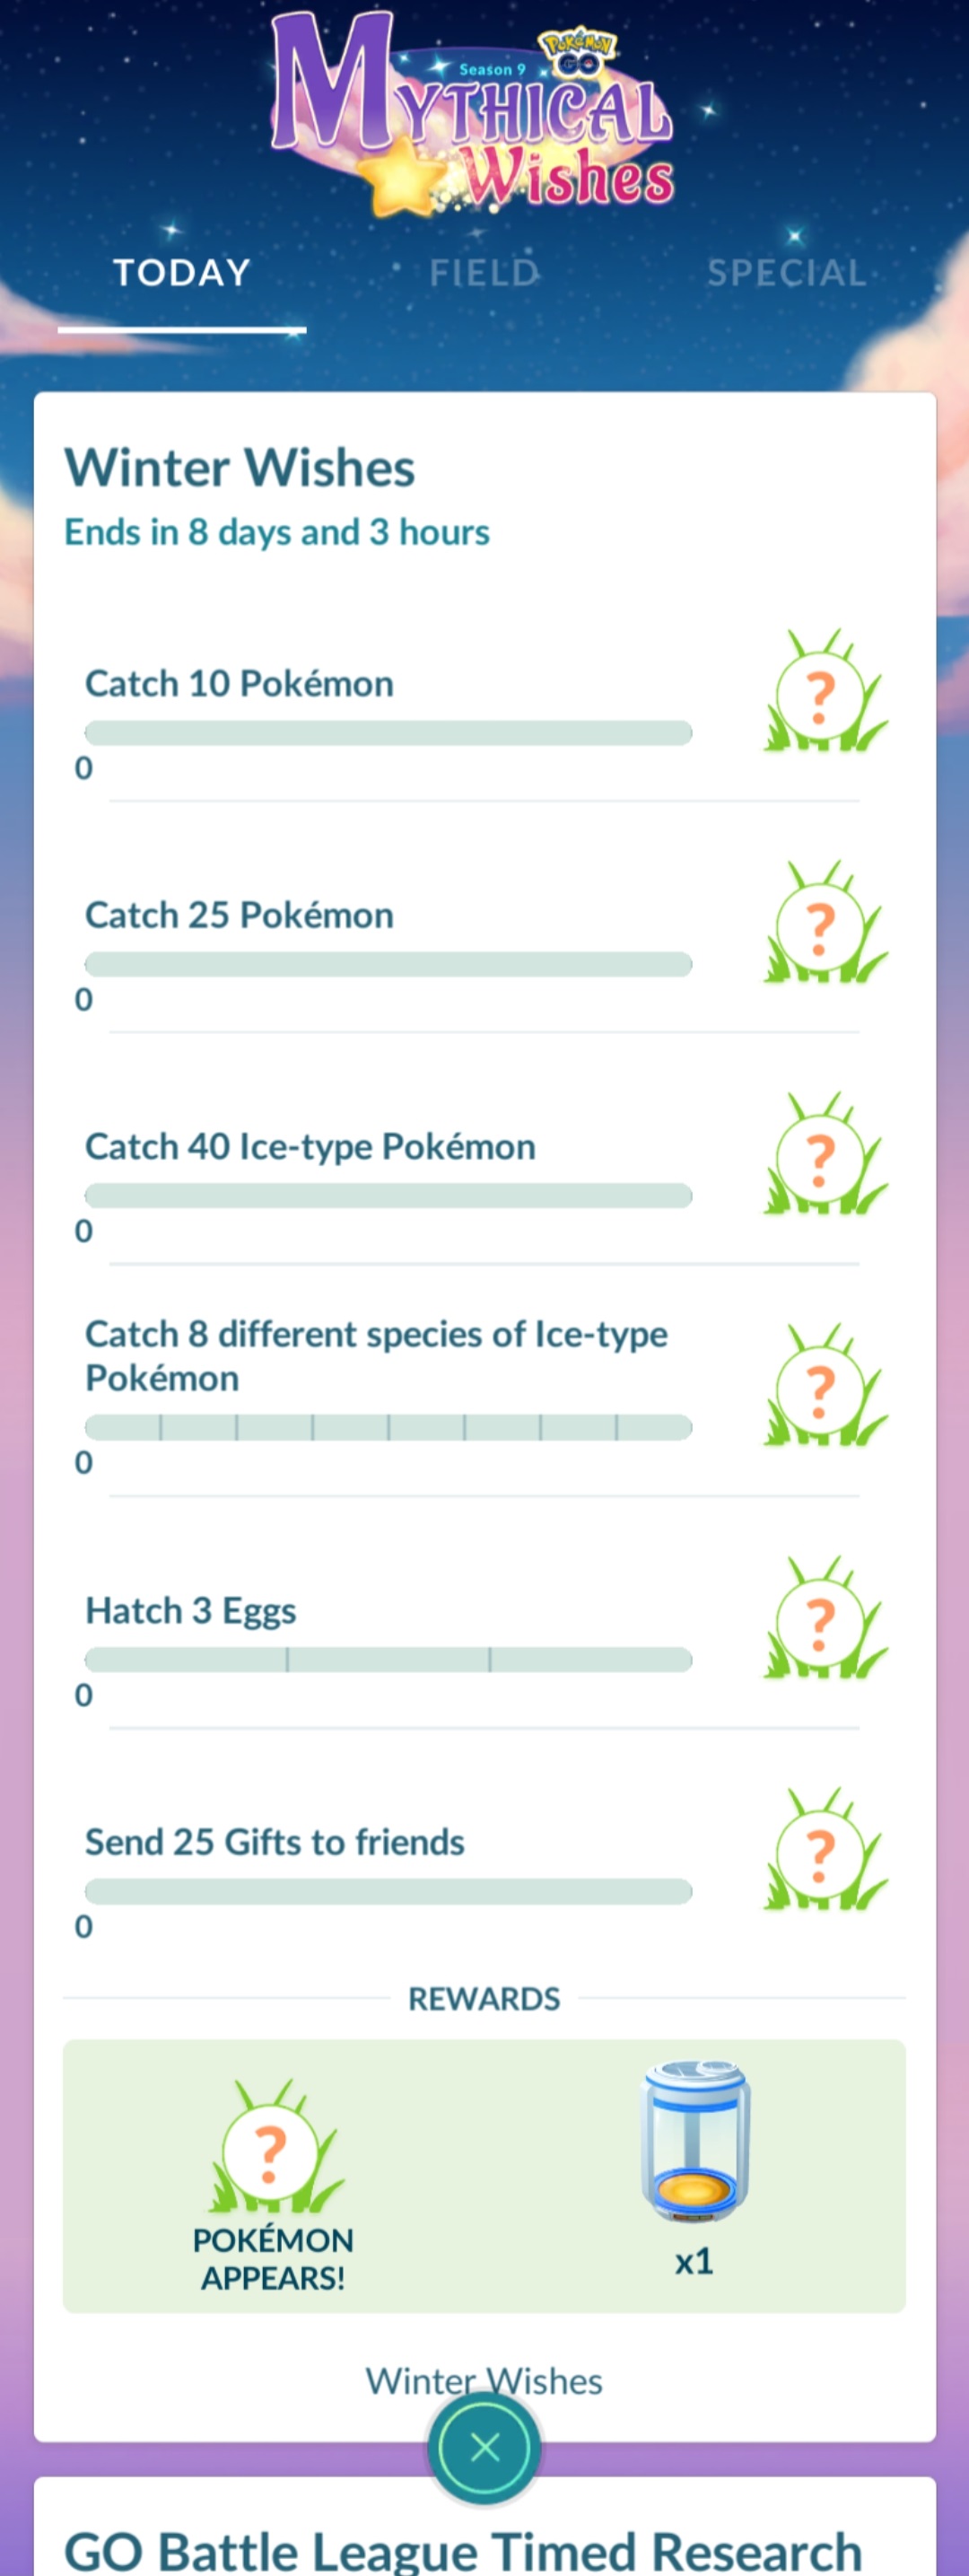 Pokémon
GO
Season 9
MYTHICAL
Wishes
TODAY
FIELD
SPECIAL
Winter Wishes
Ends in 8 days and 3 hours
Catch 10 Pokémon
?
0
Catch 25 Pokémon
?
0
Catch 40 Ice-type Pokémon
?
0
Catch 8 different species of Ice-type
Pokémon
?
0
Hatch 3 Eggs
?
0
Send 25 Gifts to friends
?
0
REWARDS
?
POKÉMON
APPEARS!
x1
Winter Wishes
GO Battle League Timed Research